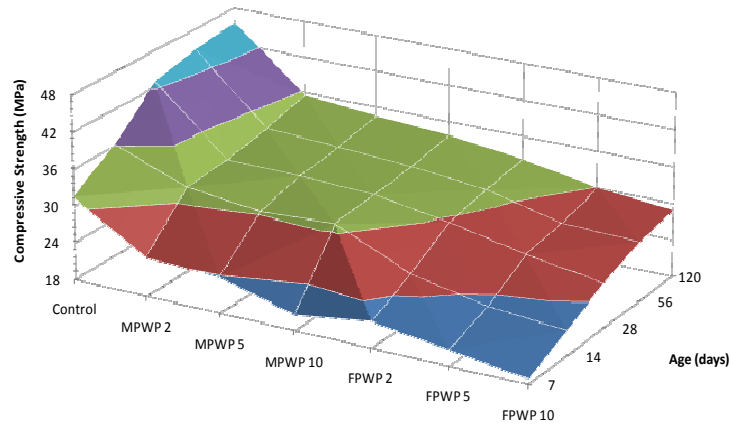 Compressive Strength (MPa)
48
42
36
30
24
18
Control
MPWP 2
MPWP 5
MPWP 10
FPWP 2
FPWP 5
FPWP 10
7
14
28
56
120
Age (days)